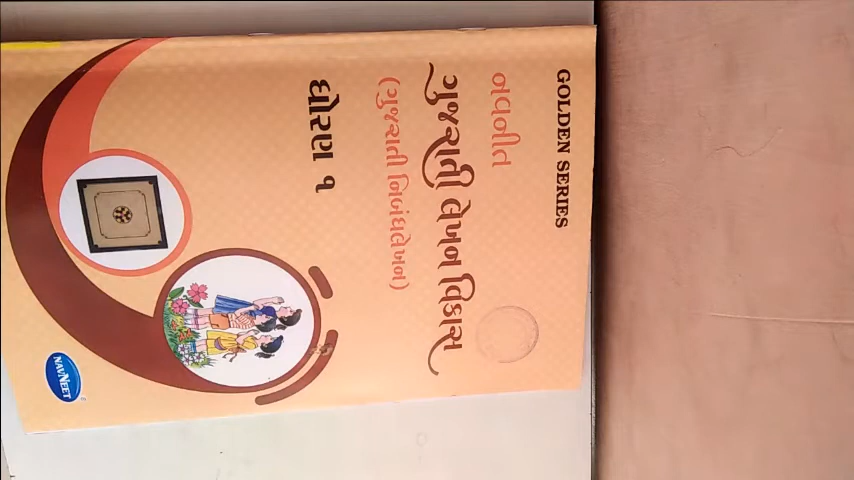 GOLDEN SERIES
નવનીત
ગુજરાતી લેખન વિકાસ
(ગુજરાતી નિબંધલેખન)
ધોરણ ૧
NAVNEET